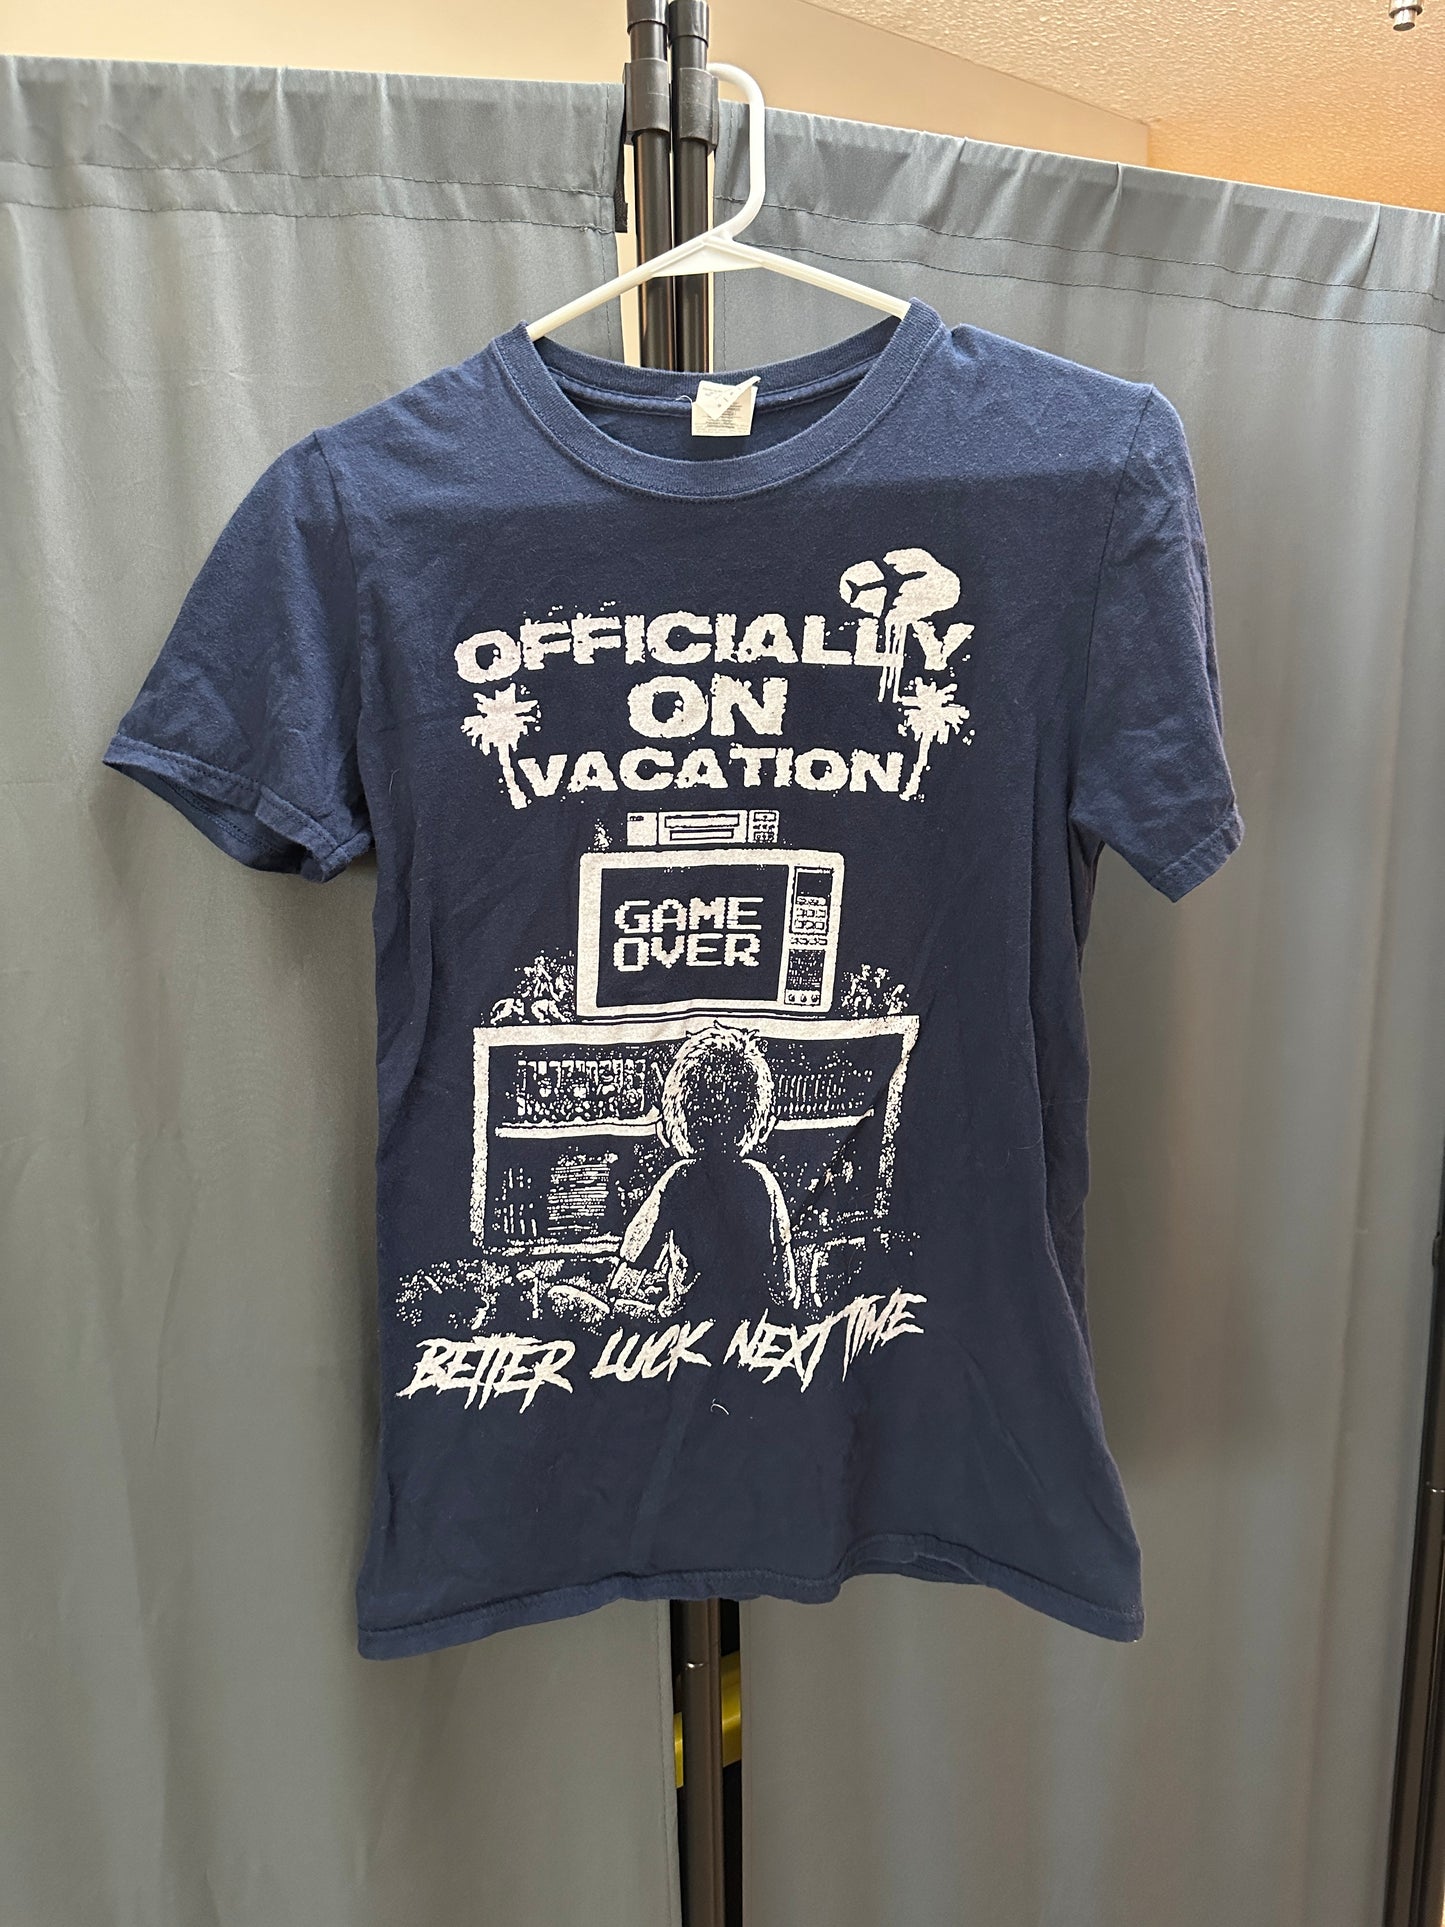 OFFICIALLY
ON
VACATION
GAME
OVER
BETTER LUCK NEXT TIME